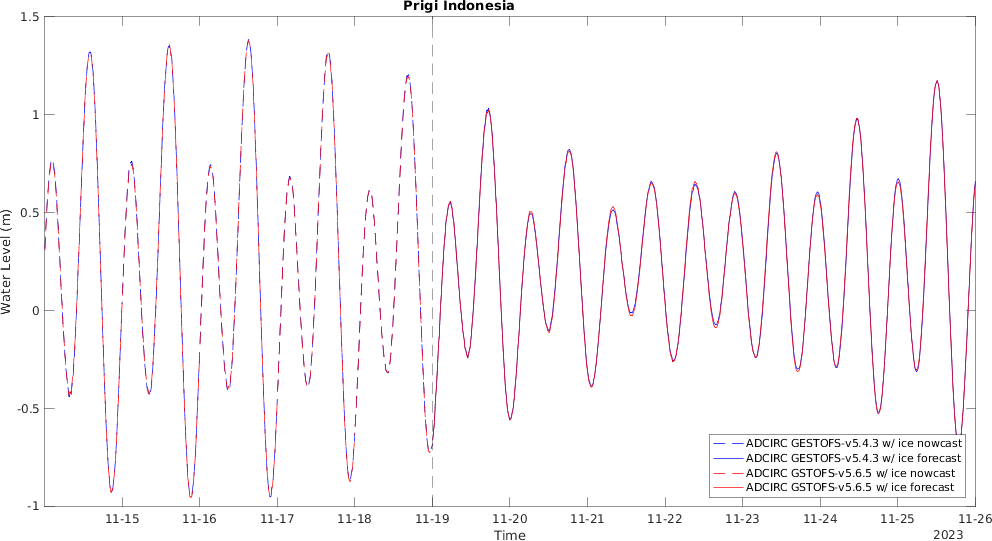 Prigi Indonesia
1.5
1
0.5
0
-0.5
-1
Water Level (m)
ADCIRC GESTOFS-v5.4.3 w/ ice nowcast
ADCIRC GESTOFS-v5.4.3 w/ ice forecast
ADCIRC GSTOFS-v5.6.5 w/ ice nowcast
ADCIRC GSTOFS-v5.6.5 w/ ice forecast
11-15 11-16 11-17 11-18 11-19 11-20 11-21 11-22 11-23 11-24 11-25 11-26
Time
2023